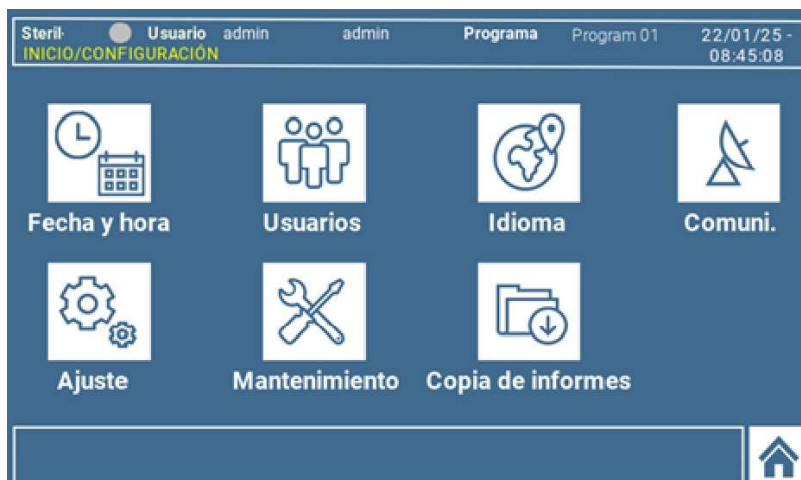 Steril· Usuario admin admin Programa Program 01 22/01/25 -
INICIO/CONFIGURACIÓN 08:45:08
Fecha y hora Usuarios Idioma Comuni.
Ajuste Mantenimiento Copia de informes